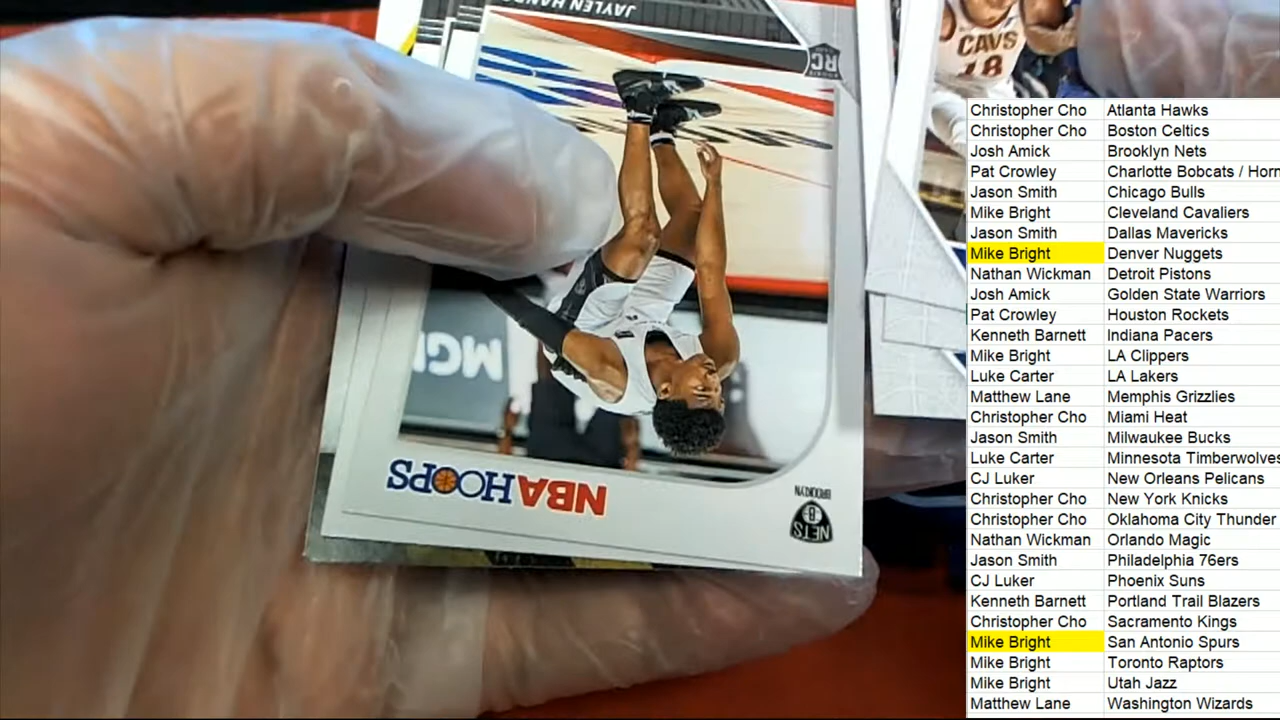 JAYLEN HANDS
RC
MGM
NBA HOOPS
BROOKLYN
NETS
B
CAVS
18
Christopher Cho Atlanta Hawks
Christopher Cho Boston Celtics
Josh Amick Brooklyn Nets
Pat Crowley Charlotte Bobcats / Horn
Jason Smith Chicago Bulls
Mike Bright Cleveland Cavaliers
Jason Smith Dallas Mavericks
Mike Bright Denver Nuggets
Nathan Wickman Detroit Pistons
Josh Amick Golden State Warriors
Pat Crowley Houston Rockets
Kenneth Barnett Indiana Pacers
Mike Bright LA Clippers
Luke Carter LA Lakers
Matthew Lane Memphis Grizzlies
Christopher Cho Miami Heat
Jason Smith Milwaukee Bucks
Luke Carter Minnesota Timberwolves
CJ Luker New Orleans Pelicans
Christopher Cho New York Knicks
Christopher Cho Oklahoma City Thunder
Nathan Wickman Orlando Magic
Jason Smith Philadelphia 76ers
CJ Luker Phoenix Suns
Kenneth Barnett Portland Trail Blazers
Christopher Cho Sacramento Kings
Mike Bright San Antonio Spurs
Mike Bright Toronto Raptors
Mike Bright Utah Jazz
Matthew Lane Washington Wizards